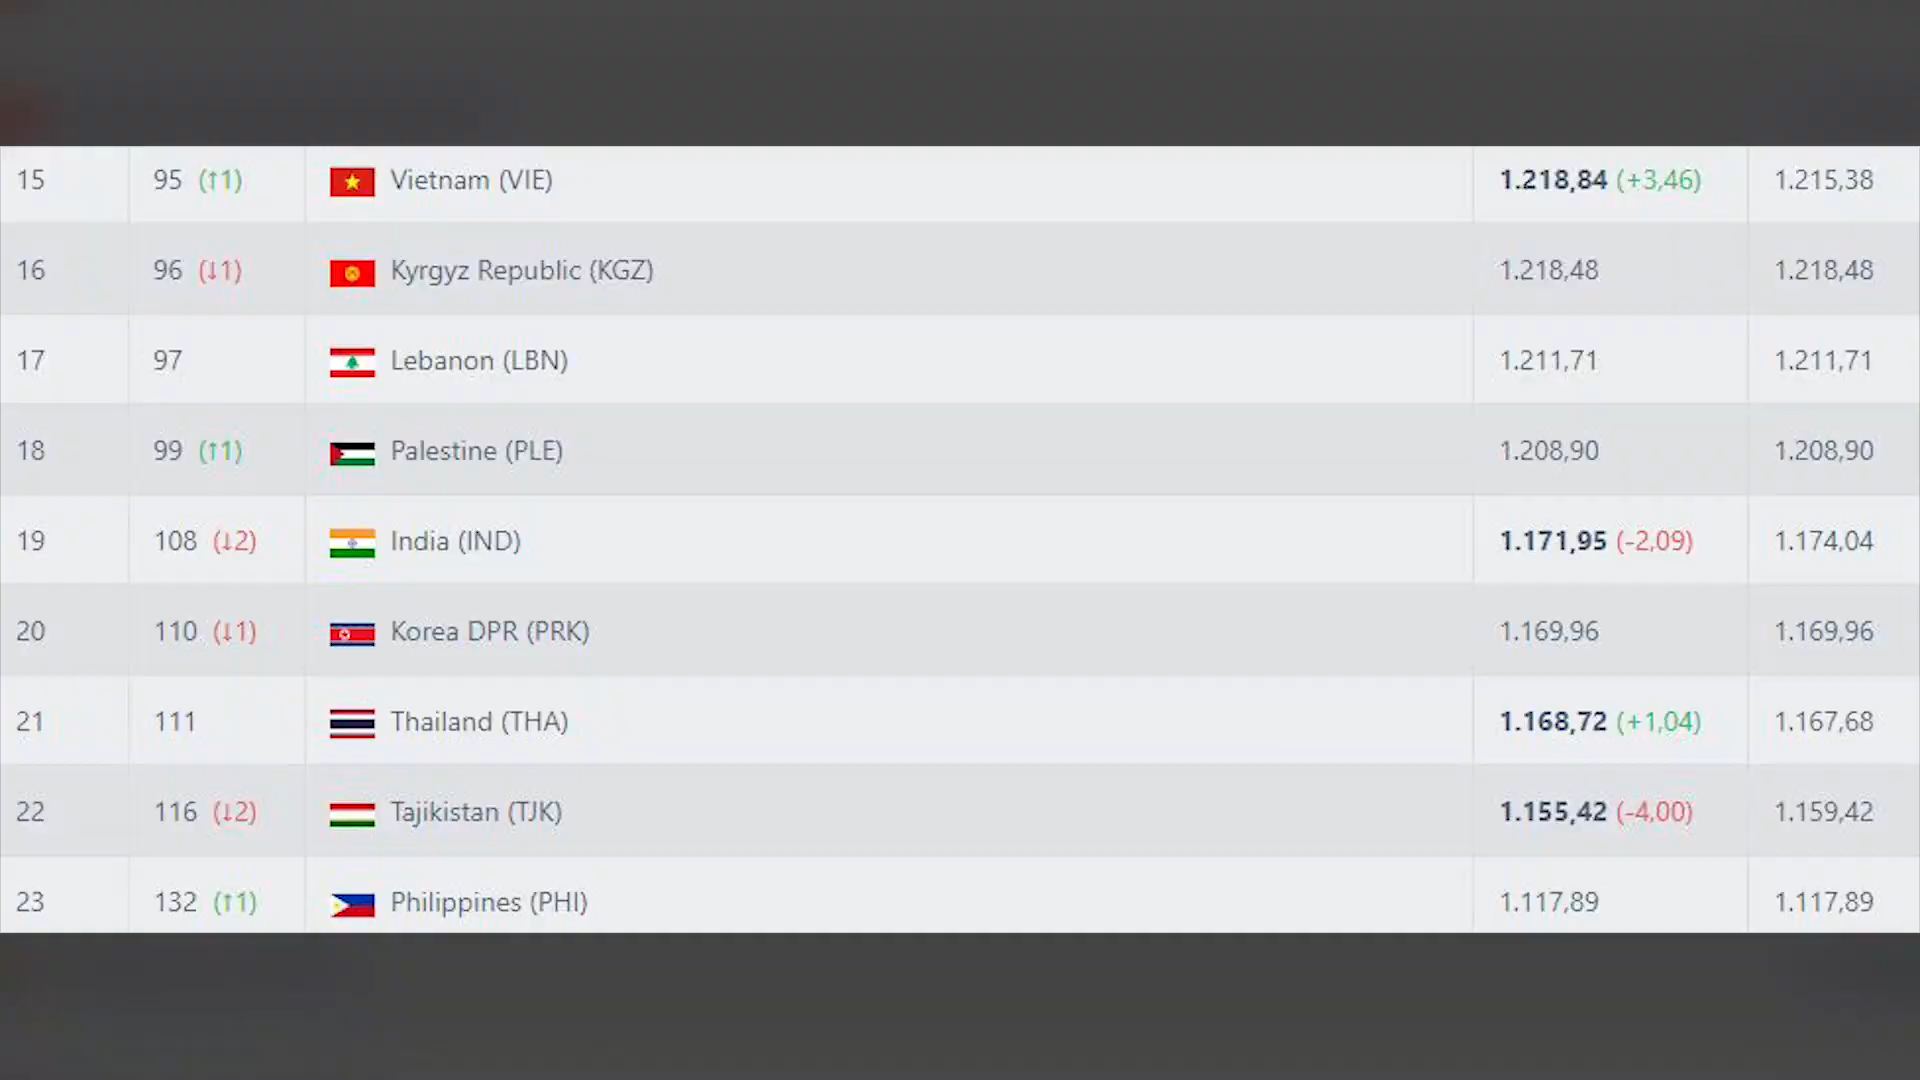 15 95 (↑1) Vietnam (VIE) 1.218,84 (+3,46) 1.215,38
16 96 (↓1) Kyrgyz Republic (KGZ) 1.218,48 1.218,48
17 97 Lebanon (LBN) 1.211,71 1.211,71
18 99 (↑1) Palestine (PLE) 1.208,90 1.208,90
19 108 (↓2) India (IND) 1.171,95 (-2,09) 1.174,04
20 110 (↓1) Korea DPR (PRK) 1.169,96 1.169,96
21 111 Thailand (THA) 1.168,72 (+1,04) 1.167,68
22 116 (↓2) Tajikistan (TJK) 1.155,42 (-4,00) 1.159,42
23 132 (↑1) Philippines (PHI) 1.117,89 1.117,89